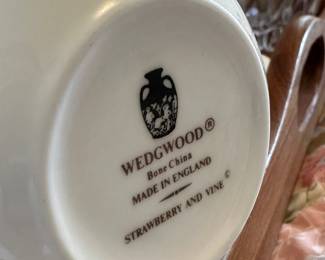 WEDGWOOD®
Bone China
MADE IN ENGLAND
STRAWBERRY AND VINE ©